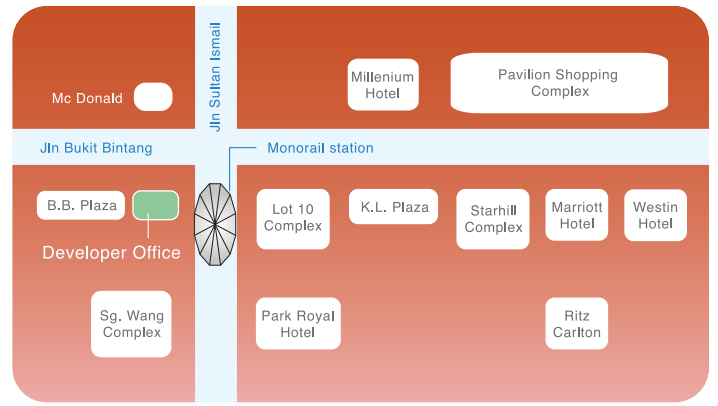 Jln Sultan Ismail
Mc Donald
Millenium
Hotel
Pavilion Shopping
Complex
Jln Bukit Bintang
Monorail station
B.B. Plaza
Developer Office
Lot 10
Complex
K.L. Plaza
Starhill
Complex
Marriott
Hotel
Westin
Hotel
Sg. Wang
Complex
Park Royal
Hotel
Ritz
Carlton